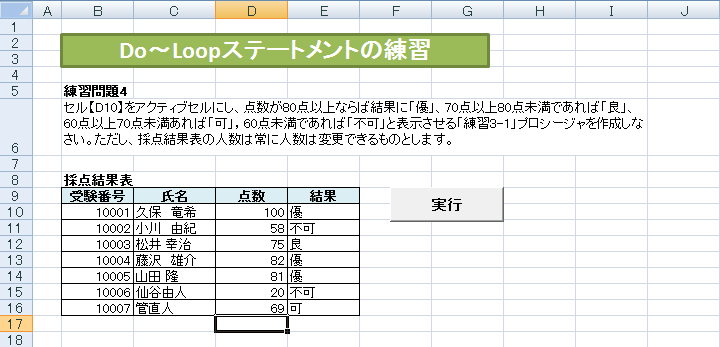 A B C D E F G H I J
1
2
3
Do~Loopステートメントの練習
4
5 練習問題4
セル【D10】をアクティブセルにし、点数が80点以上ならば結果に「優」、70点以上80点未満であれば「良」、
60点以上70点未満あれば「可」，60点未満であれば「不可」と表示させる「練習3-1」プロシージャを作成しな
6 さい。ただし、採点結果表の人数は常に人数は変更できるものとします。
7
8 採点結果表
9 受験番号 氏名 点数 結果
実行
10 10001 久保　竜希 100 優
11 10002 小川　由紀 58 不可
12 10003 松井 幸治 75 良
13 10004 藤沢　雄介 82 優
14 10005 山田 隆 81 優
15 10006 仙谷由人 20 不可
16 10007 管直人 69 可
17
18